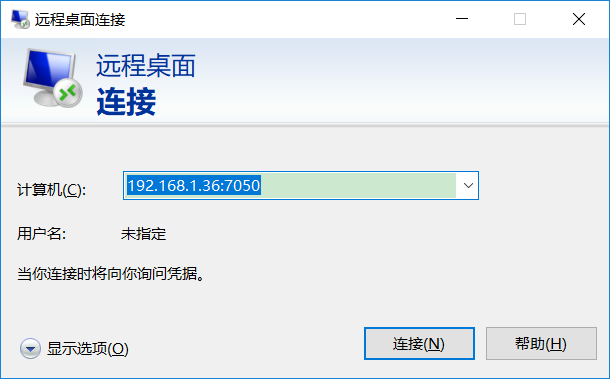 远程桌面连接
远程桌面
连接
计算机(C): 192.168.1.36:7050
用户名: 未指定
当你连接时将向你询问凭据。
显示选项(O) 连接(N) 帮助(H)